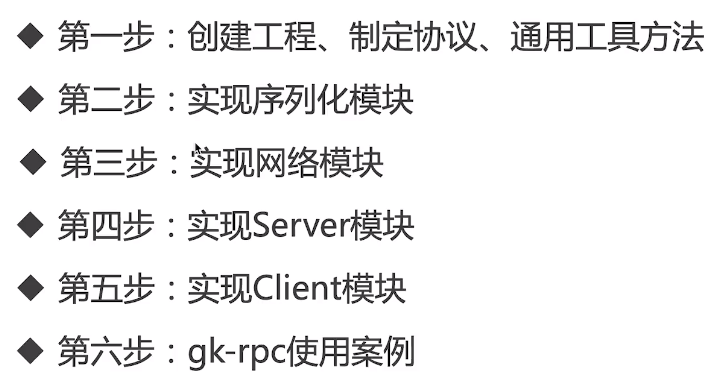 ◆ 第一步：创建工程、制定协议、通用工具方法
◆ 第二步：实现序列化模块
◆ 第三步：实现网络模块
◆ 第四步：实现Server模块
◆ 第五步：实现Client模块
◆ 第六步：gk-rpc使用案例